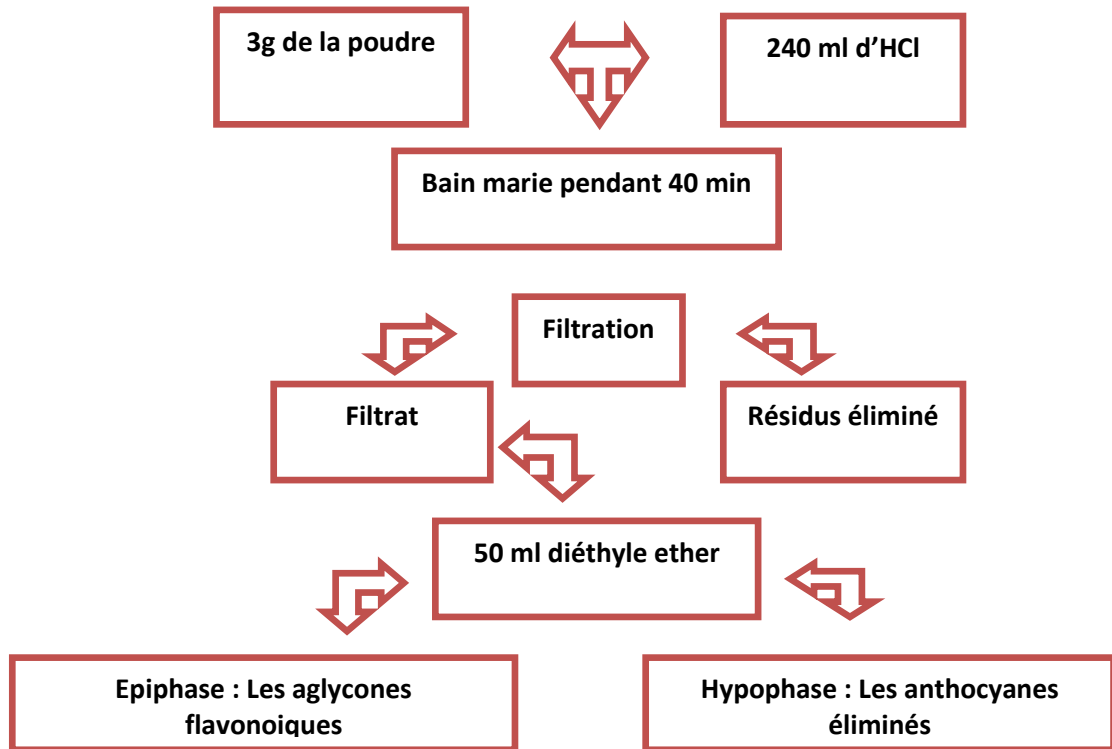 3g de la poudre
240 ml d’HCl
Bain marie pendant 40 min
Filtration
Filtrat
Résidus éliminé
50 ml diéthyle ether
Epiphase : Les aglycones
flavonoiques
Hypophase : Les anthocyanes
éliminés